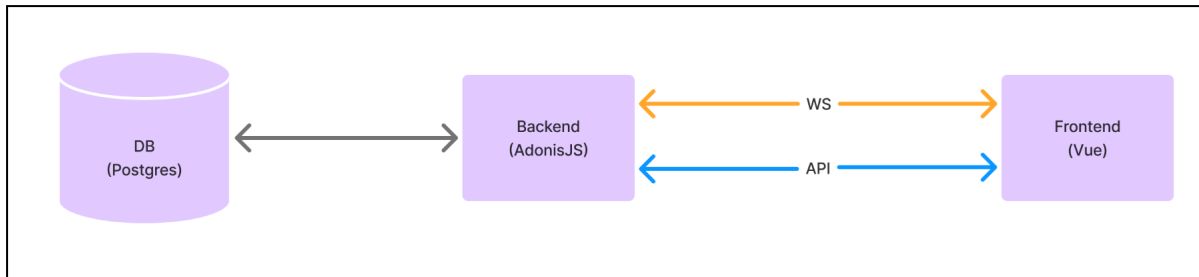 DB
(Postgres)
Backend
(AdonisJS)
WS
API
Frontend
(Vue)